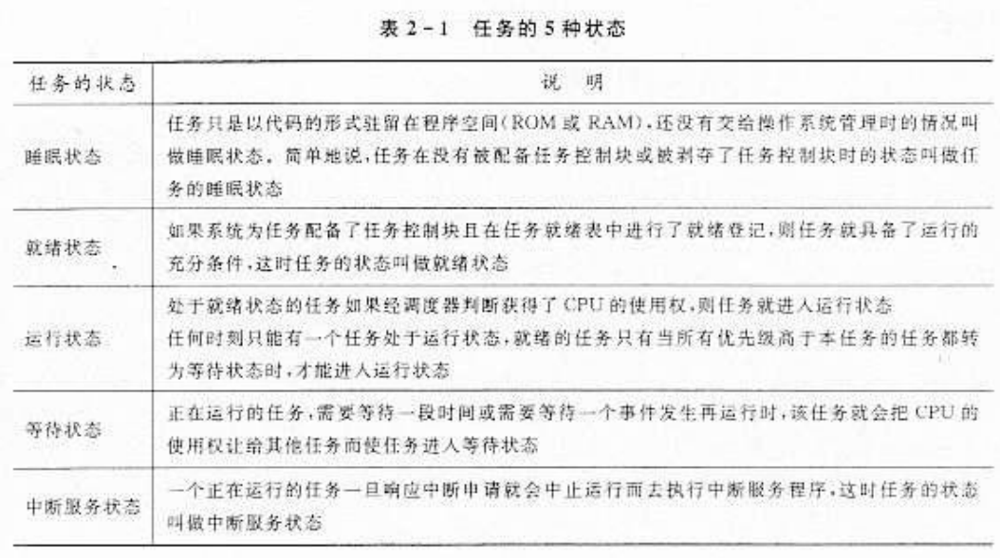 表 2-1 任务的 5 种状态
任务的状态 说 明
睡眠状态
任务只是以代码的形式驻留在程序空间(ROM 或 RAM),还没有交给操作系统管理时的情况叫
做睡眠状态。简单地说,任务在没有被配备任务控制块或被剥夺了任务控制块时的状态叫做任
务的睡眠状态
就绪状态
如果系统为任务配备了任务控制块且在任务就绪表中进行了就绪登记,则任务就具备了运行的
充分条件,这时任务的状态叫做就绪状态
运行状态
处于就绪状态的任务如果经调度器判断获得了 CPU 的使用权,则任务就进入运行状态
任何时刻只能有一个任务处于运行状态,就绪的任务只有当所有优先级高于本任务的任务都转
为等待状态时,才能进入运行状态
等待状态
正在运行的任务,需要等待一段时间或需要等待一个事件发生再运行时,该任务就会把 CPU 的
使用权让给其他任务而使任务进入等待状态
中断服务状态
一个正在运行的任务一旦响应中断申请就会中止运行而去执行中断服务程序,这时任务的状态
叫做中断服务状态